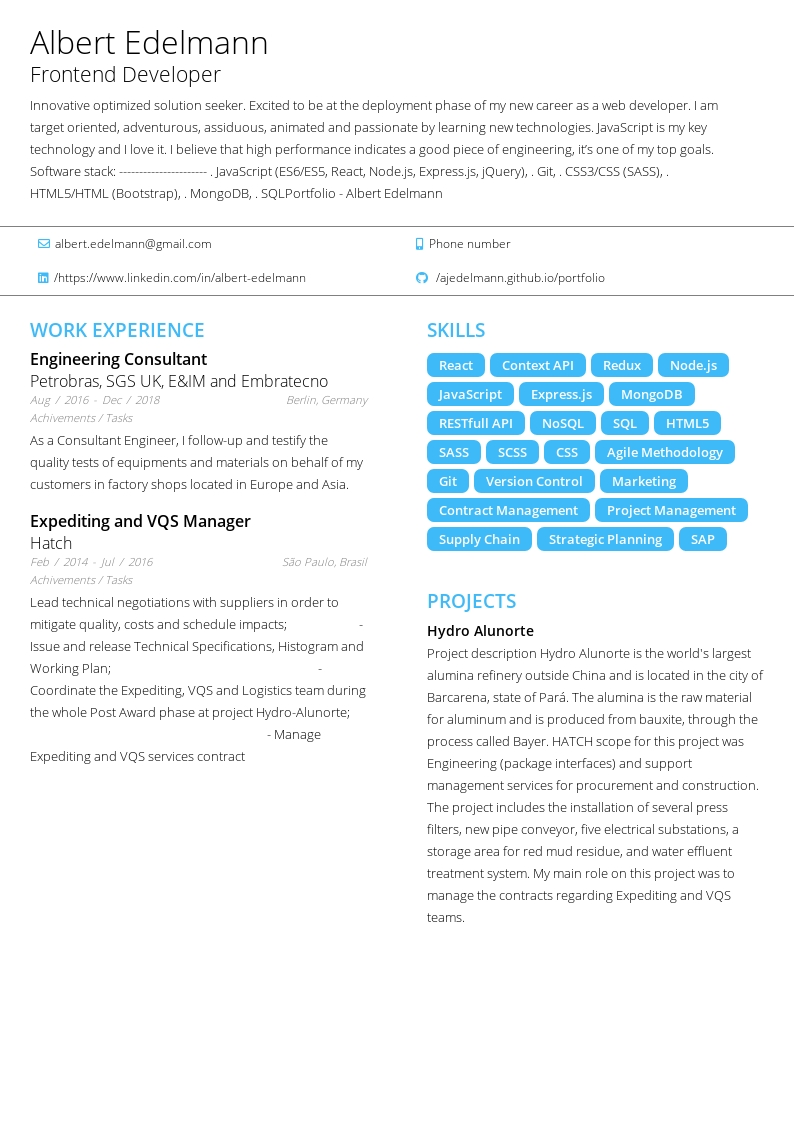 Albert Edelmann
Frontend Developer
Innovative optimized solution seeker. Excited to be at the deployment phase of my new career as a web developer. I am
target oriented, adventurous, assiduous, animated and passionate by learning new technologies. JavaScript is my key
technology and I love it. I believe that high performance indicates a good piece of engineering, it’s one of my top goals.
Software stack: ---------------------- . JavaScript (ES6/ES5, React, Node.js, Express.js, jQuery), . Git, . CSS3/CSS (SASS), .
HTML5/HTML (Bootstrap), . MongoDB, . SQLPortfolio - Albert Edelmann
albert.edelmann@gmail.com
Phone number
/https://www.linkedin.com/in/albert-edelmann
/ajedelmann.github.io/portfolio
WORK EXPERIENCE
Engineering Consultant
Petrobras, SGS UK, E&IM and Embratecno
Aug / 2016 - Dec / 2018 Berlin, Germany
Achivements / Tasks
As a Consultant Engineer, I follow-up and testify the
quality tests of equipments and materials on behalf of my
customers in factory shops located in Europe and Asia.
Expediting and VQS Manager
Hatch
Feb / 2014 - Jul / 2016 São Paulo, Brasil
Achivements / Tasks
Lead technical negotiations with suppliers in order to
mitigate quality, costs and schedule impacts; -
Issue and release Technical Specifications, Histogram and
Working Plan; -
Coordinate the Expediting, VQS and Logistics team during
the whole Post Award phase at project Hydro-Alunorte;
- Manage
Expediting and VQS services contract
SKILLS
React Context API Redux Node.js
JavaScript Express.js MongoDB
RESTfull API NoSQL SQL HTML5
SASS SCSS CSS Agile Methodology
Git Version Control Marketing
Contract Management Project Management
Supply Chain Strategic Planning SAP
PROJECTS
Hydro Alunorte
Project description Hydro Alunorte is the world's largest
alumina refinery outside China and is located in the city of
Barcarena, state of Pará. The alumina is the raw material
for aluminum and is produced from bauxite, through the
process called Bayer. HATCH scope for this project was
Engineering (package interfaces) and support
management services for procurement and construction.
The project includes the installation of several press
filters, new pipe conveyor, five electrical substations, a
storage area for red mud residue, and water effluent
treatment system. My main role on this project was to
manage the contracts regarding Expediting and VQS
teams.